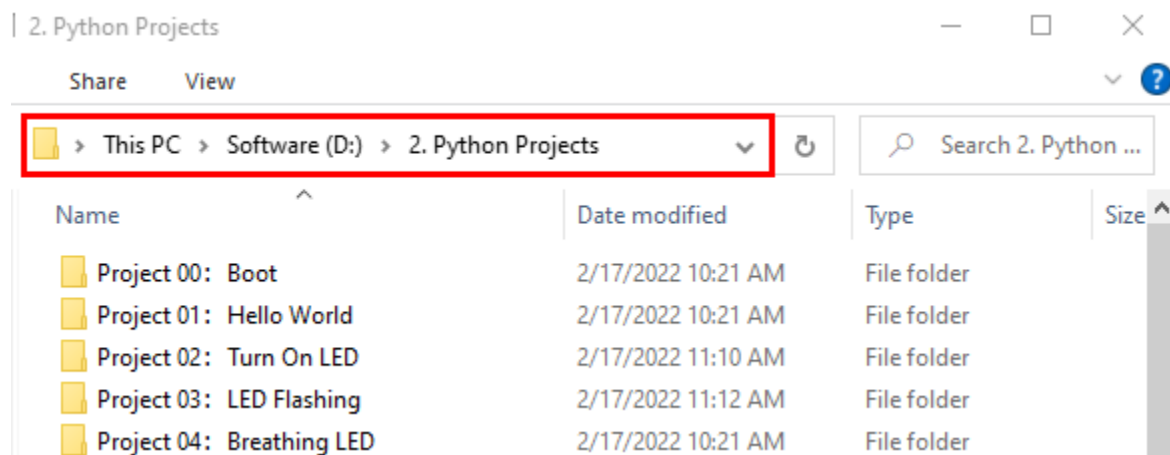 2. Python Projects
Share View
?
This PC > Software (D:) > 2. Python Projects Search 2. Python ...
Name Date modified Type Size
Project 00： Boot 2/17/2022 10:21 AM File folder
Project 01： Hello World 2/17/2022 10:21 AM File folder
Project 02： Turn On LED 2/17/2022 11:10 AM File folder
Project 03： LED Flashing 2/17/2022 11:12 AM File folder
Project 04： Breathing LED 2/17/2022 10:21 AM File folder